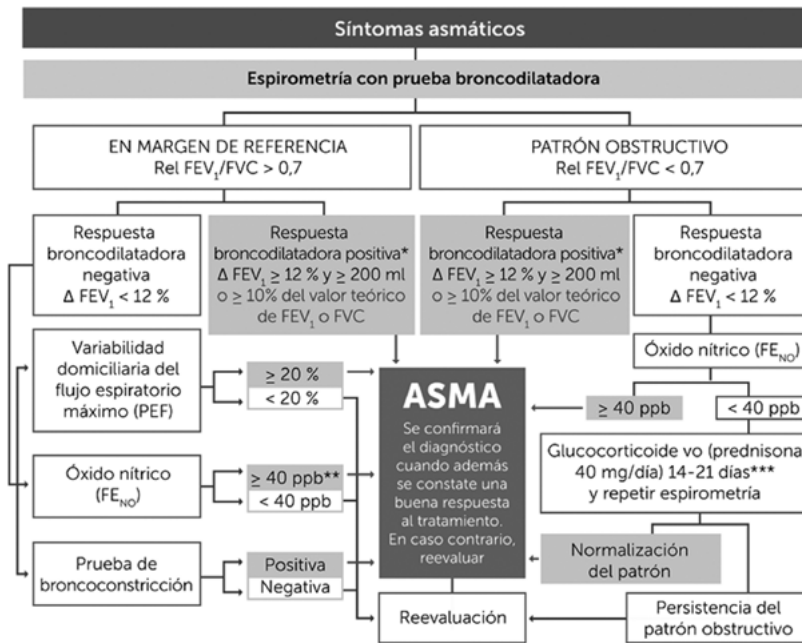 Síntomas asmáticos
Espirometría con prueba broncodilatadora
EN MARGEN DE REFERENCIA
Rel FEV₁/FVC > 0,7
PATRÓN OBSTRUCTIVO
Rel FEV₁/FVC < 0,7
Respuesta
broncodilatadora
negativa
Δ FEV₁ < 12 %
Respuesta
broncodilatadora positiva*
Δ FEV₁ ≥ 12 % y ≥ 200 ml
o ≥ 10% del valor teórico
de FEV₁ o FVC
Respuesta
broncodilatadora positiva*
Δ FEV₁ ≥ 12 % y ≥ 200 ml
o ≥ 10% del valor teórico
de FEV₁ o FVC
Respuesta
broncodilatadora
negativa
Δ FEV₁ < 12 %
Variabilidad
domiciliaria del
flujo espiratorio
máximo (PEF)
≥ 20 %
< 20 %
Óxido nítrico
(FE_NO)
≥ 40 ppb**
< 40 ppb
Prueba de
broncoconstricción
Positiva
Negativa
ASMA
Se confirmará
el diagnóstico
cuando además
se constate una
buena respuesta
al tratamiento.
En caso contrario,
reevaluar
Reevaluación
Óxido nítrico (FE_NO)
≥ 40 ppb
< 40 ppb
Glucocorticoide vo (prednisona
40 mg/día) 14-21 días***
y repetir espirometría
Normalización
del patrón
Persistencia del
patrón obstructivo